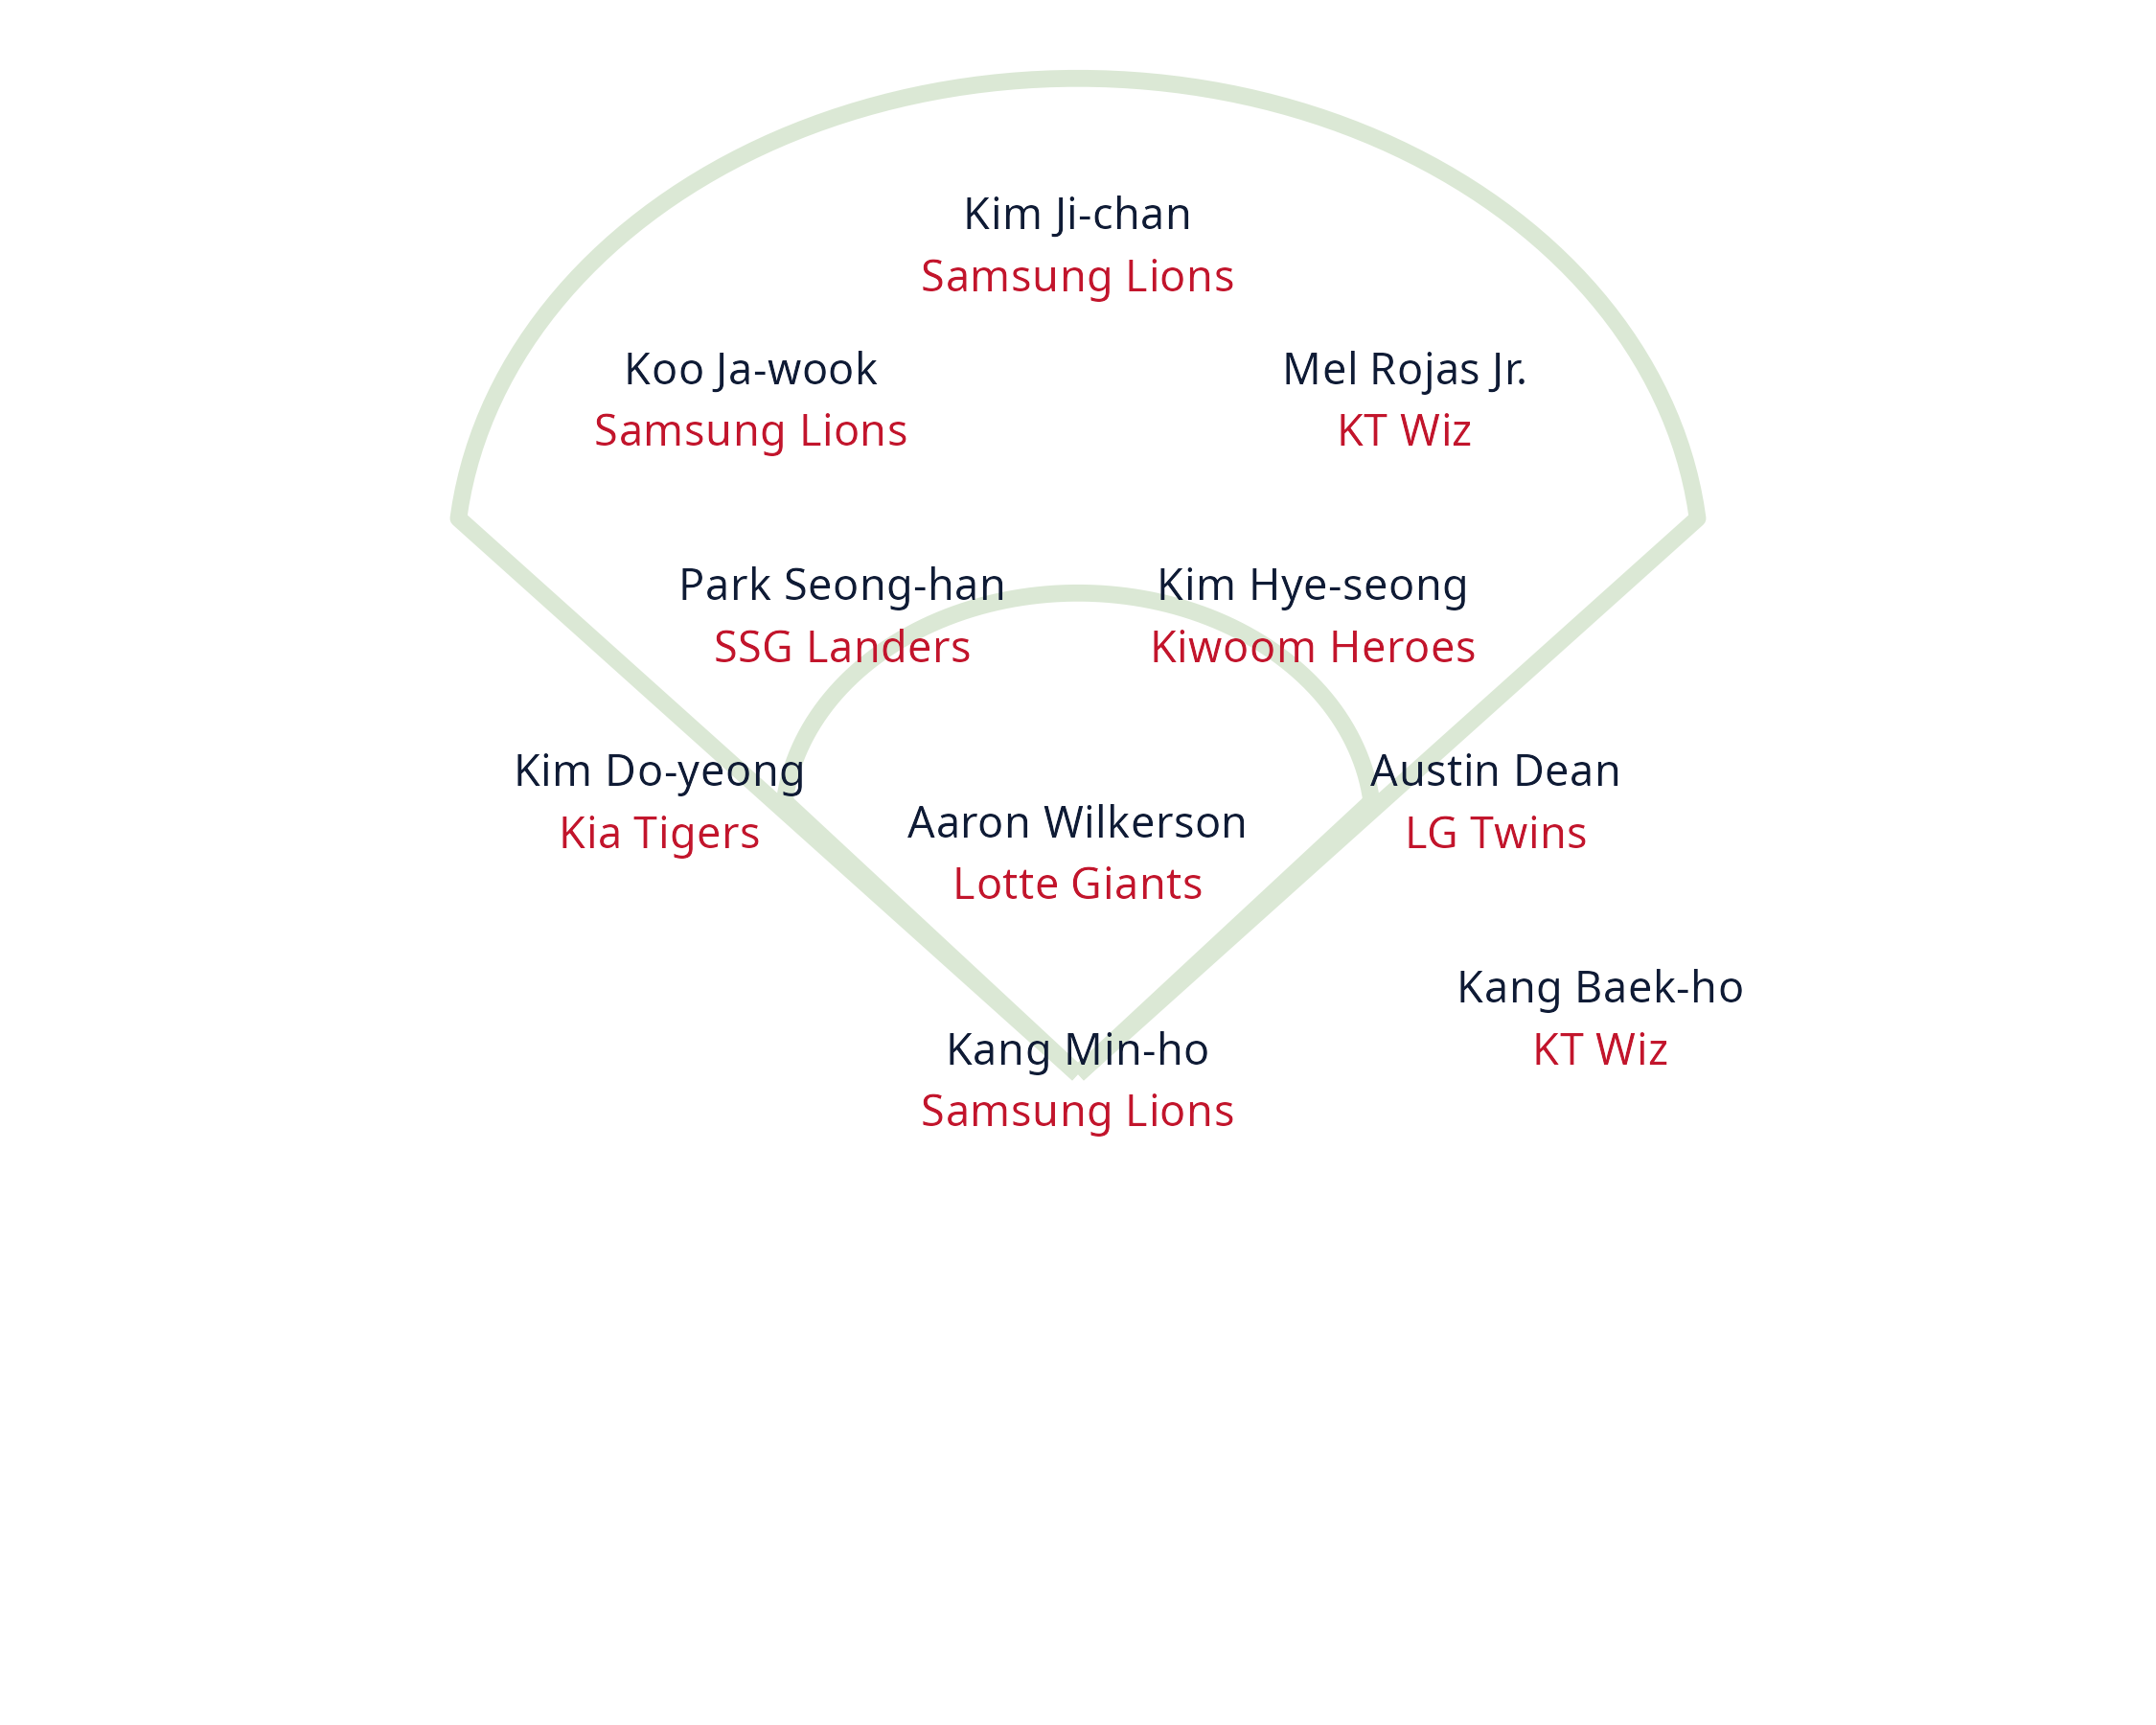 Kim Ji-chan
Samsung Lions
Koo Ja-wook
Samsung Lions
Mel Rojas Jr.
KT Wiz
Park Seong-han
SSG Landers
Kim Hye-seong
Kiwoom Heroes
Kim Do-yeong
Kia Tigers
Aaron Wilkerson
Lotte Giants
Austin Dean
LG Twins
Kang Baek-ho
KT Wiz
Kang Min-ho
Samsung Lions